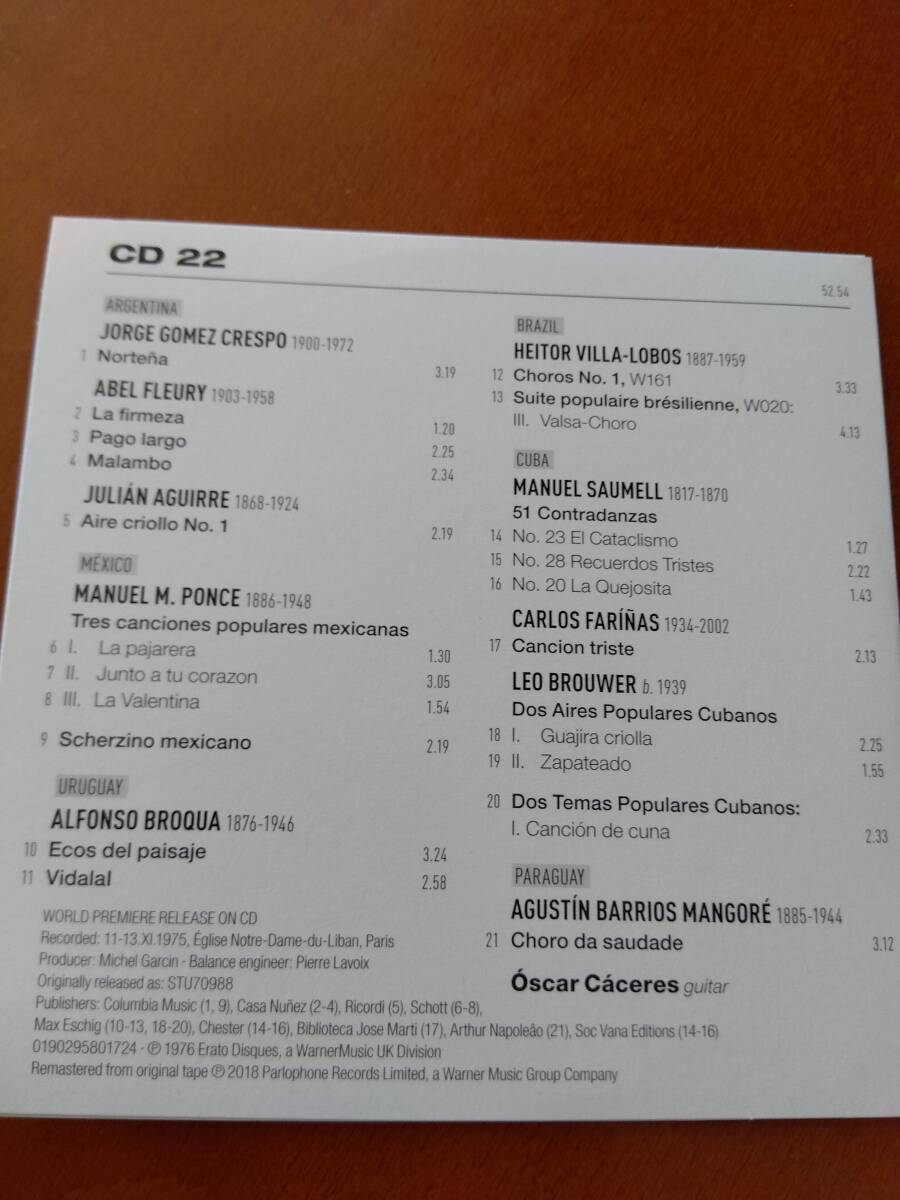 CD 22
52.54
ARGENTINA
JORGE GOMEZ CRESPO 1900-1972
1 Norteña 3.19
ABEL FLEURY 1903-1958
2 La firmeza 1.20
3 Pago largo 2.25
4 Malambo 2.34
JULIÁN AGUIRRE 1868-1924
5 Aire criollo No. 1 2.19
MÉXICO
MANUEL M. PONCE 1886-1948
Tres canciones populares mexicanas
6 I. La pajarera 1.30
7 II. Junto a tu corazon 3.05
8 III. La Valentina 1.54
9 Scherzino mexicano 2.19
URUGUAY
ALFONSO BROQUA 1876-1946
10 Ecos del paisaje 3.24
11 Vidalal 2.58
BRAZIL
HEITOR VILLA-LOBOS 1887-1959
12 Choros No. 1, W161 3.33
13 Suite populaire brésilienne, W020:
III. Valsa-Choro 4.13
CUBA
MANUEL SAUMELL 1817-1870
51 Contradanzas
14 No. 23 El Cataclismo 1.27
15 No. 28 Recuerdos Tristes 2.22
16 No. 20 La Quejosita 1.43
CARLOS FARÍÑAS 1934-2002
17 Cancion triste 2.13
LEO BROUWER b. 1939
Dos Aires Populares Cubanos
18 I. Guajira criolla 2.25
19 II. Zapateado 1.55
20 Dos Temas Populares Cubanos:
I. Canción de cuna 2.33
PARAGUAY
AGUSTÍN BARRIOS MANGORÉ 1885-1944
21 Choro da saudade 3.12
Óscar Cáceres guitar
WORLD PREMIERE RELEASE ON CD
Recorded: 11-13.XI.1975, Église Notre-Dame-du-Liban, Paris
Producer: Michel Garcin - Balance engineer: Pierre Lavoix
Originally released as: STU70988
Publishers: Columbia Music (1, 9), Casa Nuñez (2-4), Ricordi (5), Schott (6-8),
Max Eschig (10-13, 18-20), Chester (14-16), Biblioteca Jose Marti (17), Arthur Napoleão (21), Soc Vana Editions (14-16)
0190295801724 · ℗ 1976 Erato Disques, a WarnerMusic UK Division
Remastered from original tape ℗ 2018 Parlophone Records Limited, a Warner Music Group Company